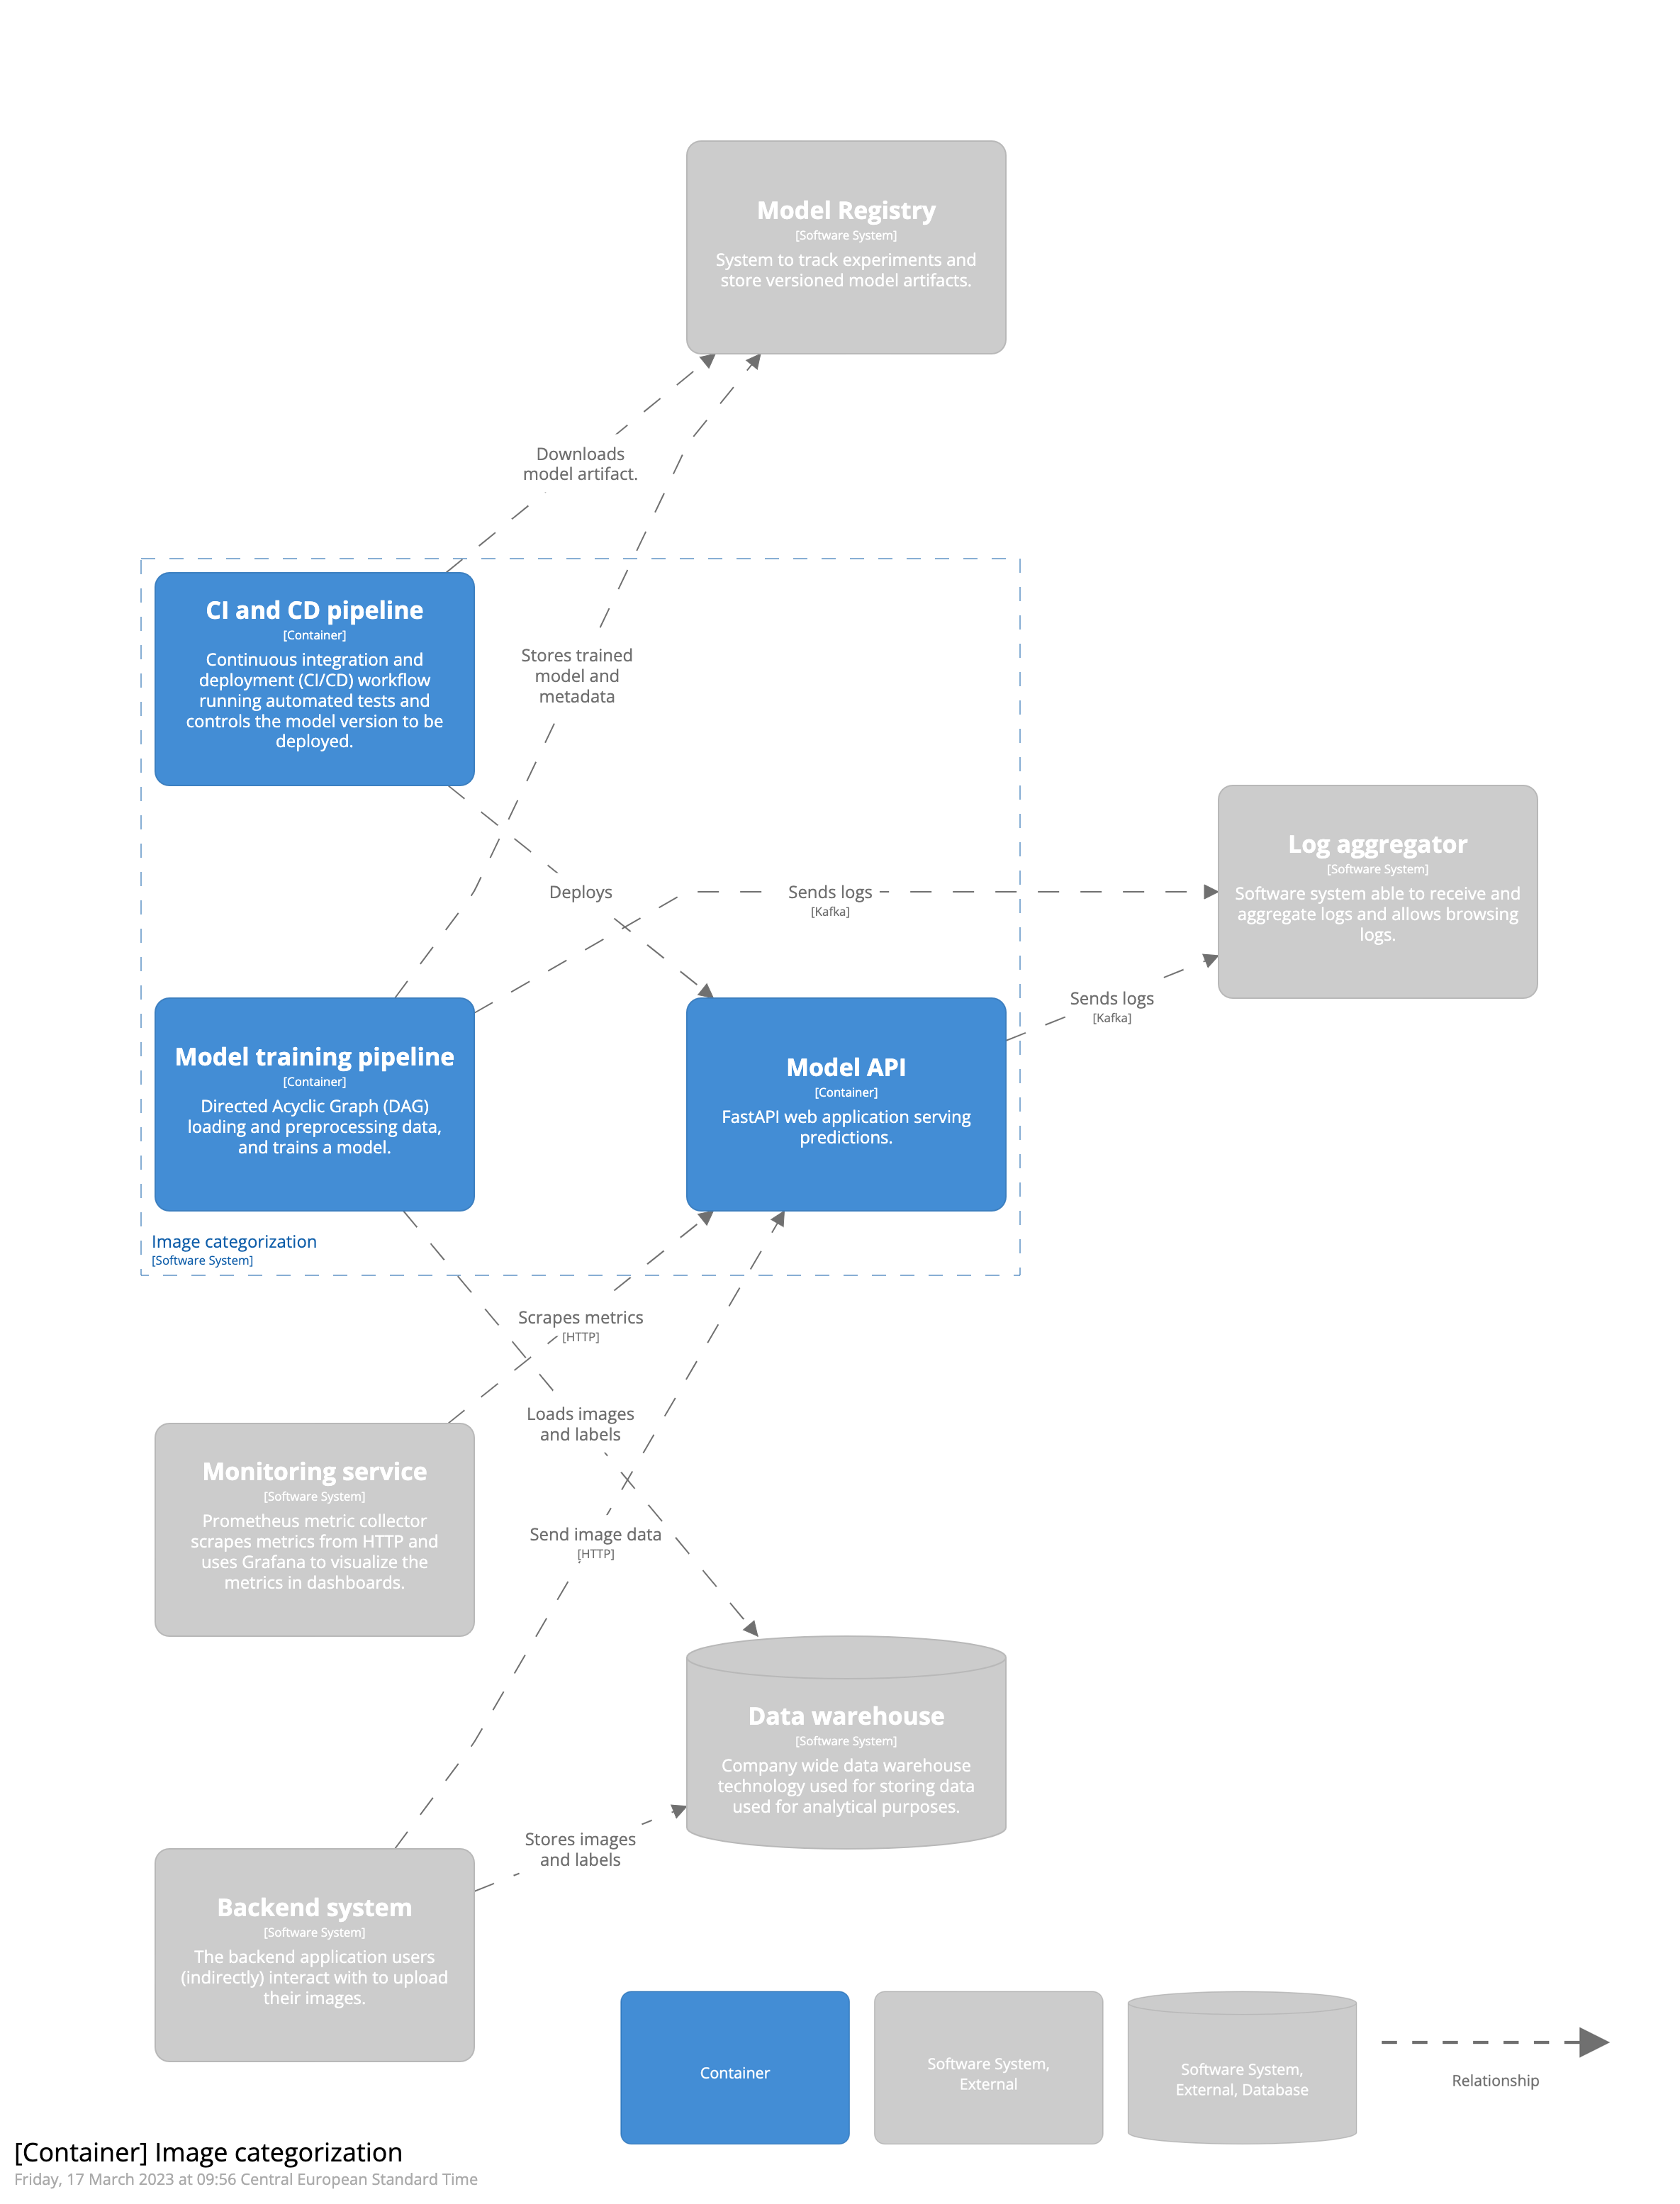 Model Registry
[Software System]
System to track experiments and
store versioned model artifacts.
Downloads
model artifact.
CI and CD pipeline
[Container]
Continuous integration and
deployment (CI/CD) workflow
running automated tests and
controls the model version to be
deployed.
Stores trained
model and
metadata
Deploys
Sends logs
[Kafka]
Log aggregator
[Software System]
Software system able to receive and
aggregate logs and allows browsing
logs.
Sends logs
[Kafka]
Model training pipeline
[Container]
Directed Acyclic Graph (DAG)
loading and preprocessing data,
and trains a model.
Model API
[Container]
FastAPI web application serving
predictions.
Image categorization
[Software System]
Scrapes metrics
[HTTP]
Loads images
and labels
Monitoring service
[Software System]
Prometheus metric collector
scrapes metrics from HTTP and
uses Grafana to visualize the
metrics in dashboards.
Send image data
[HTTP]
Data warehouse
[Software System]
Company wide data warehouse
technology used for storing data
used for analytical purposes.
Stores images
and labels
Backend system
[Software System]
The backend application users
(indirectly) interact with to upload
their images.
Container
Software System,
External
Software System,
External, Database
Relationship
[Container] Image categorization
Friday, 17 March 2023 at 09:56 Central European Standard Time